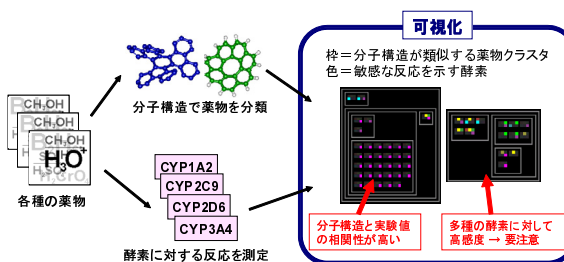 可視化
枠=分子構造が類似する薬物クラスタ
色=敏感な反応を示す酵素
分子構造で薬物を分類
CH3OH
H3O+
各種の薬物
CYP1A2
CYP2C9
CYP2D6
CYP3A4
酵素に対する反応を測定
分子構造と実験値
の相関性が高い
多種の酵素に対して
高感度 → 要注意